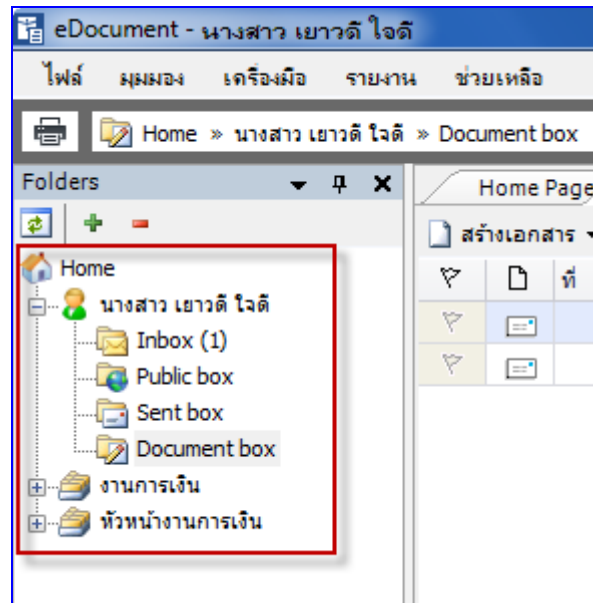 eDocument - นางสาว เยาวดี ใจดี
ไฟล์ มุมมอง เครื่องมือ รายงาน ช่วยเหลือ
Home » นางสาว เยาวดี ใจดี » Document box
Folders
Home Page
สร้างเอกสาร
ที่
Home
นางสาว เยาวดี ใจดี
Inbox (1)
Public box
Sent box
Document box
งานการเงิน
หัวหน้างานการเงิน